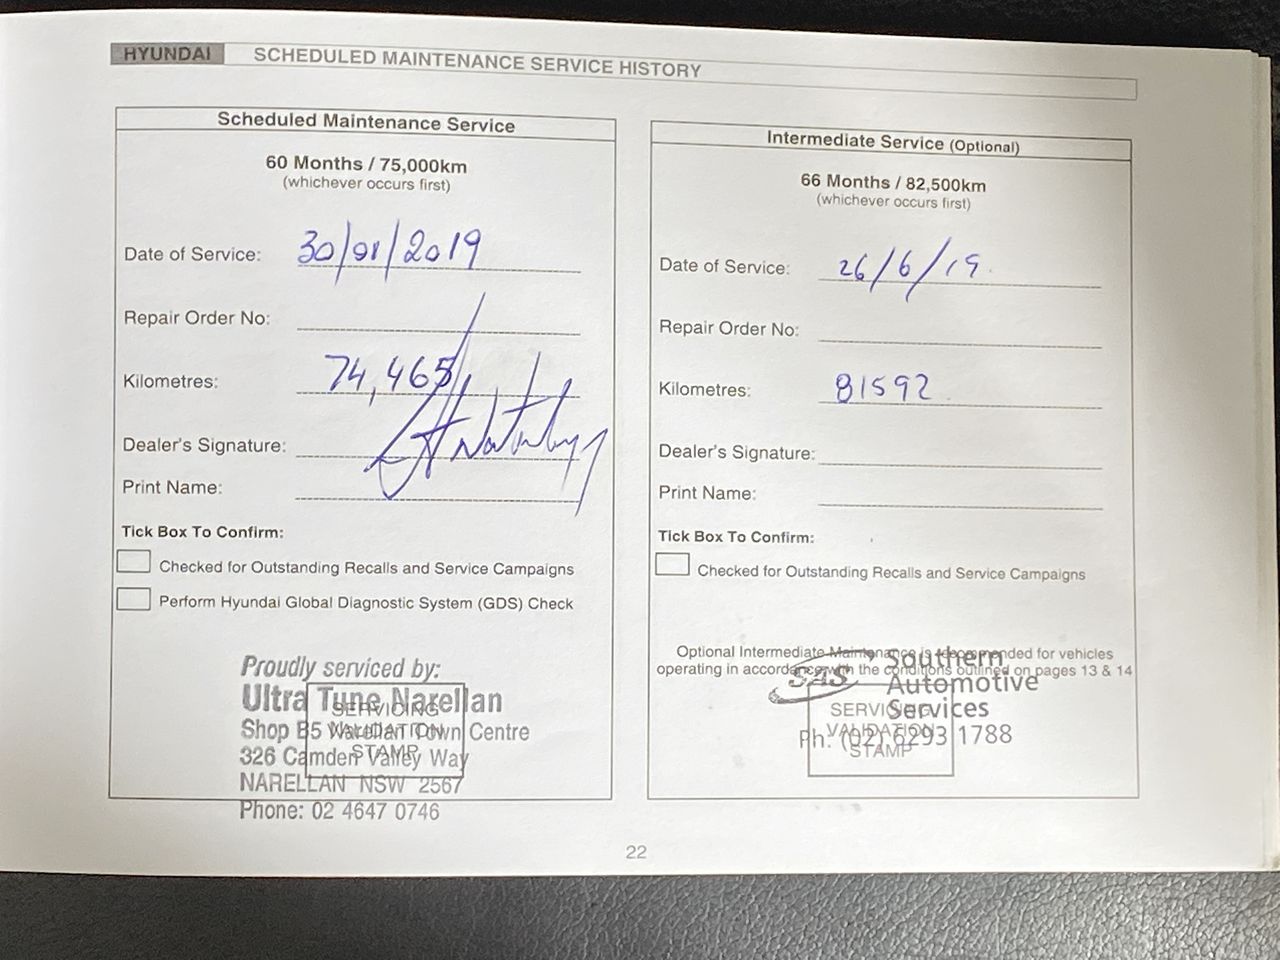 HYUNDAI SCHEDULED MAINTENANCE SERVICE HISTORY
Scheduled Maintenance Service
60 Months / 75,000km
(whichever occurs first)
Date of Service: 30/01/2019
Repair Order No:
Kilometres: 74,465
Dealer's Signature:
Print Name:
Tick Box To Confirm:
Checked for Outstanding Recalls and Service Campaigns
Perform Hyundai Global Diagnostic System (GDS) Check
Proudly serviced by:
Ultra Tune Narellan
Shop B5 Narellan Town Centre
326 Camden Valley Way
NARELLAN NSW 2567
Phone: 02 4647 0746
SERVICING
VALIDATION
STAMP
Intermediate Service (Optional)
66 Months / 82,500km
(whichever occurs first)
Date of Service: 26/6/19
Repair Order No:
Kilometres: 81592
Dealer's Signature:
Print Name:
Tick Box To Confirm:
Checked for Outstanding Recalls and Service Campaigns
Optional Intermediate Maintenance is recommended for vehicles
operating in accordance with the conditions outlined on pages 13 & 14
SAS Southern
Automotive
Services
Ph: (02) 6293 1788
SERVICING
VALIDATION
STAMP
22